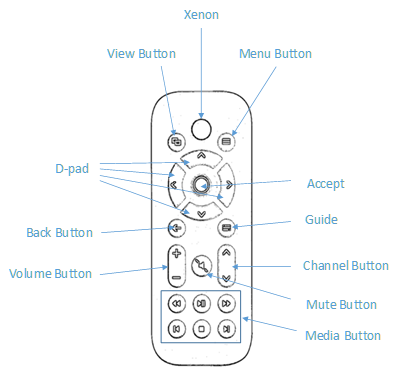 Xenon
View Button
Menu Button
D-pad
Accept
Guide
Back Button
Channel Button
Volume Button
Mute Button
Media Button